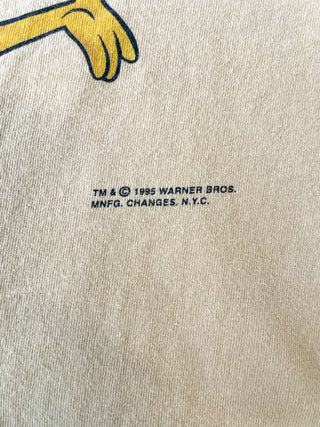 TM & © 1995 WARNER BROS.
MNFG. CHANGES, N.Y.C.